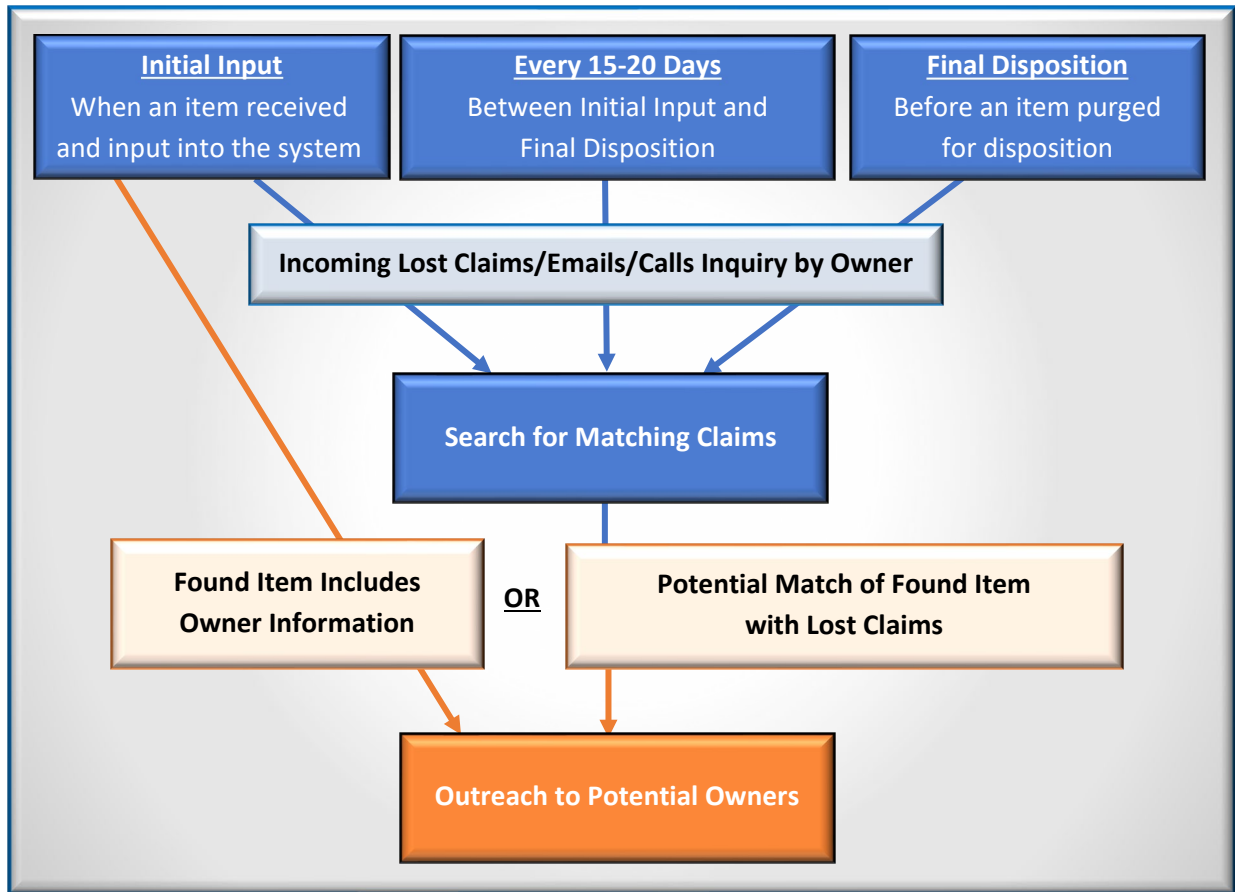 Initial Input
When an item received
and input into the system
Every 15-20 Days
Between Initial Input and
Final Disposition
Final Disposition
Before an item purged
for disposition
Incoming Lost Claims/Emails/Calls Inquiry by Owner
Search for Matching Claims
Found Item Includes
Owner Information
OR
Potential Match of Found Item
with Lost Claims
Outreach to Potential Owners